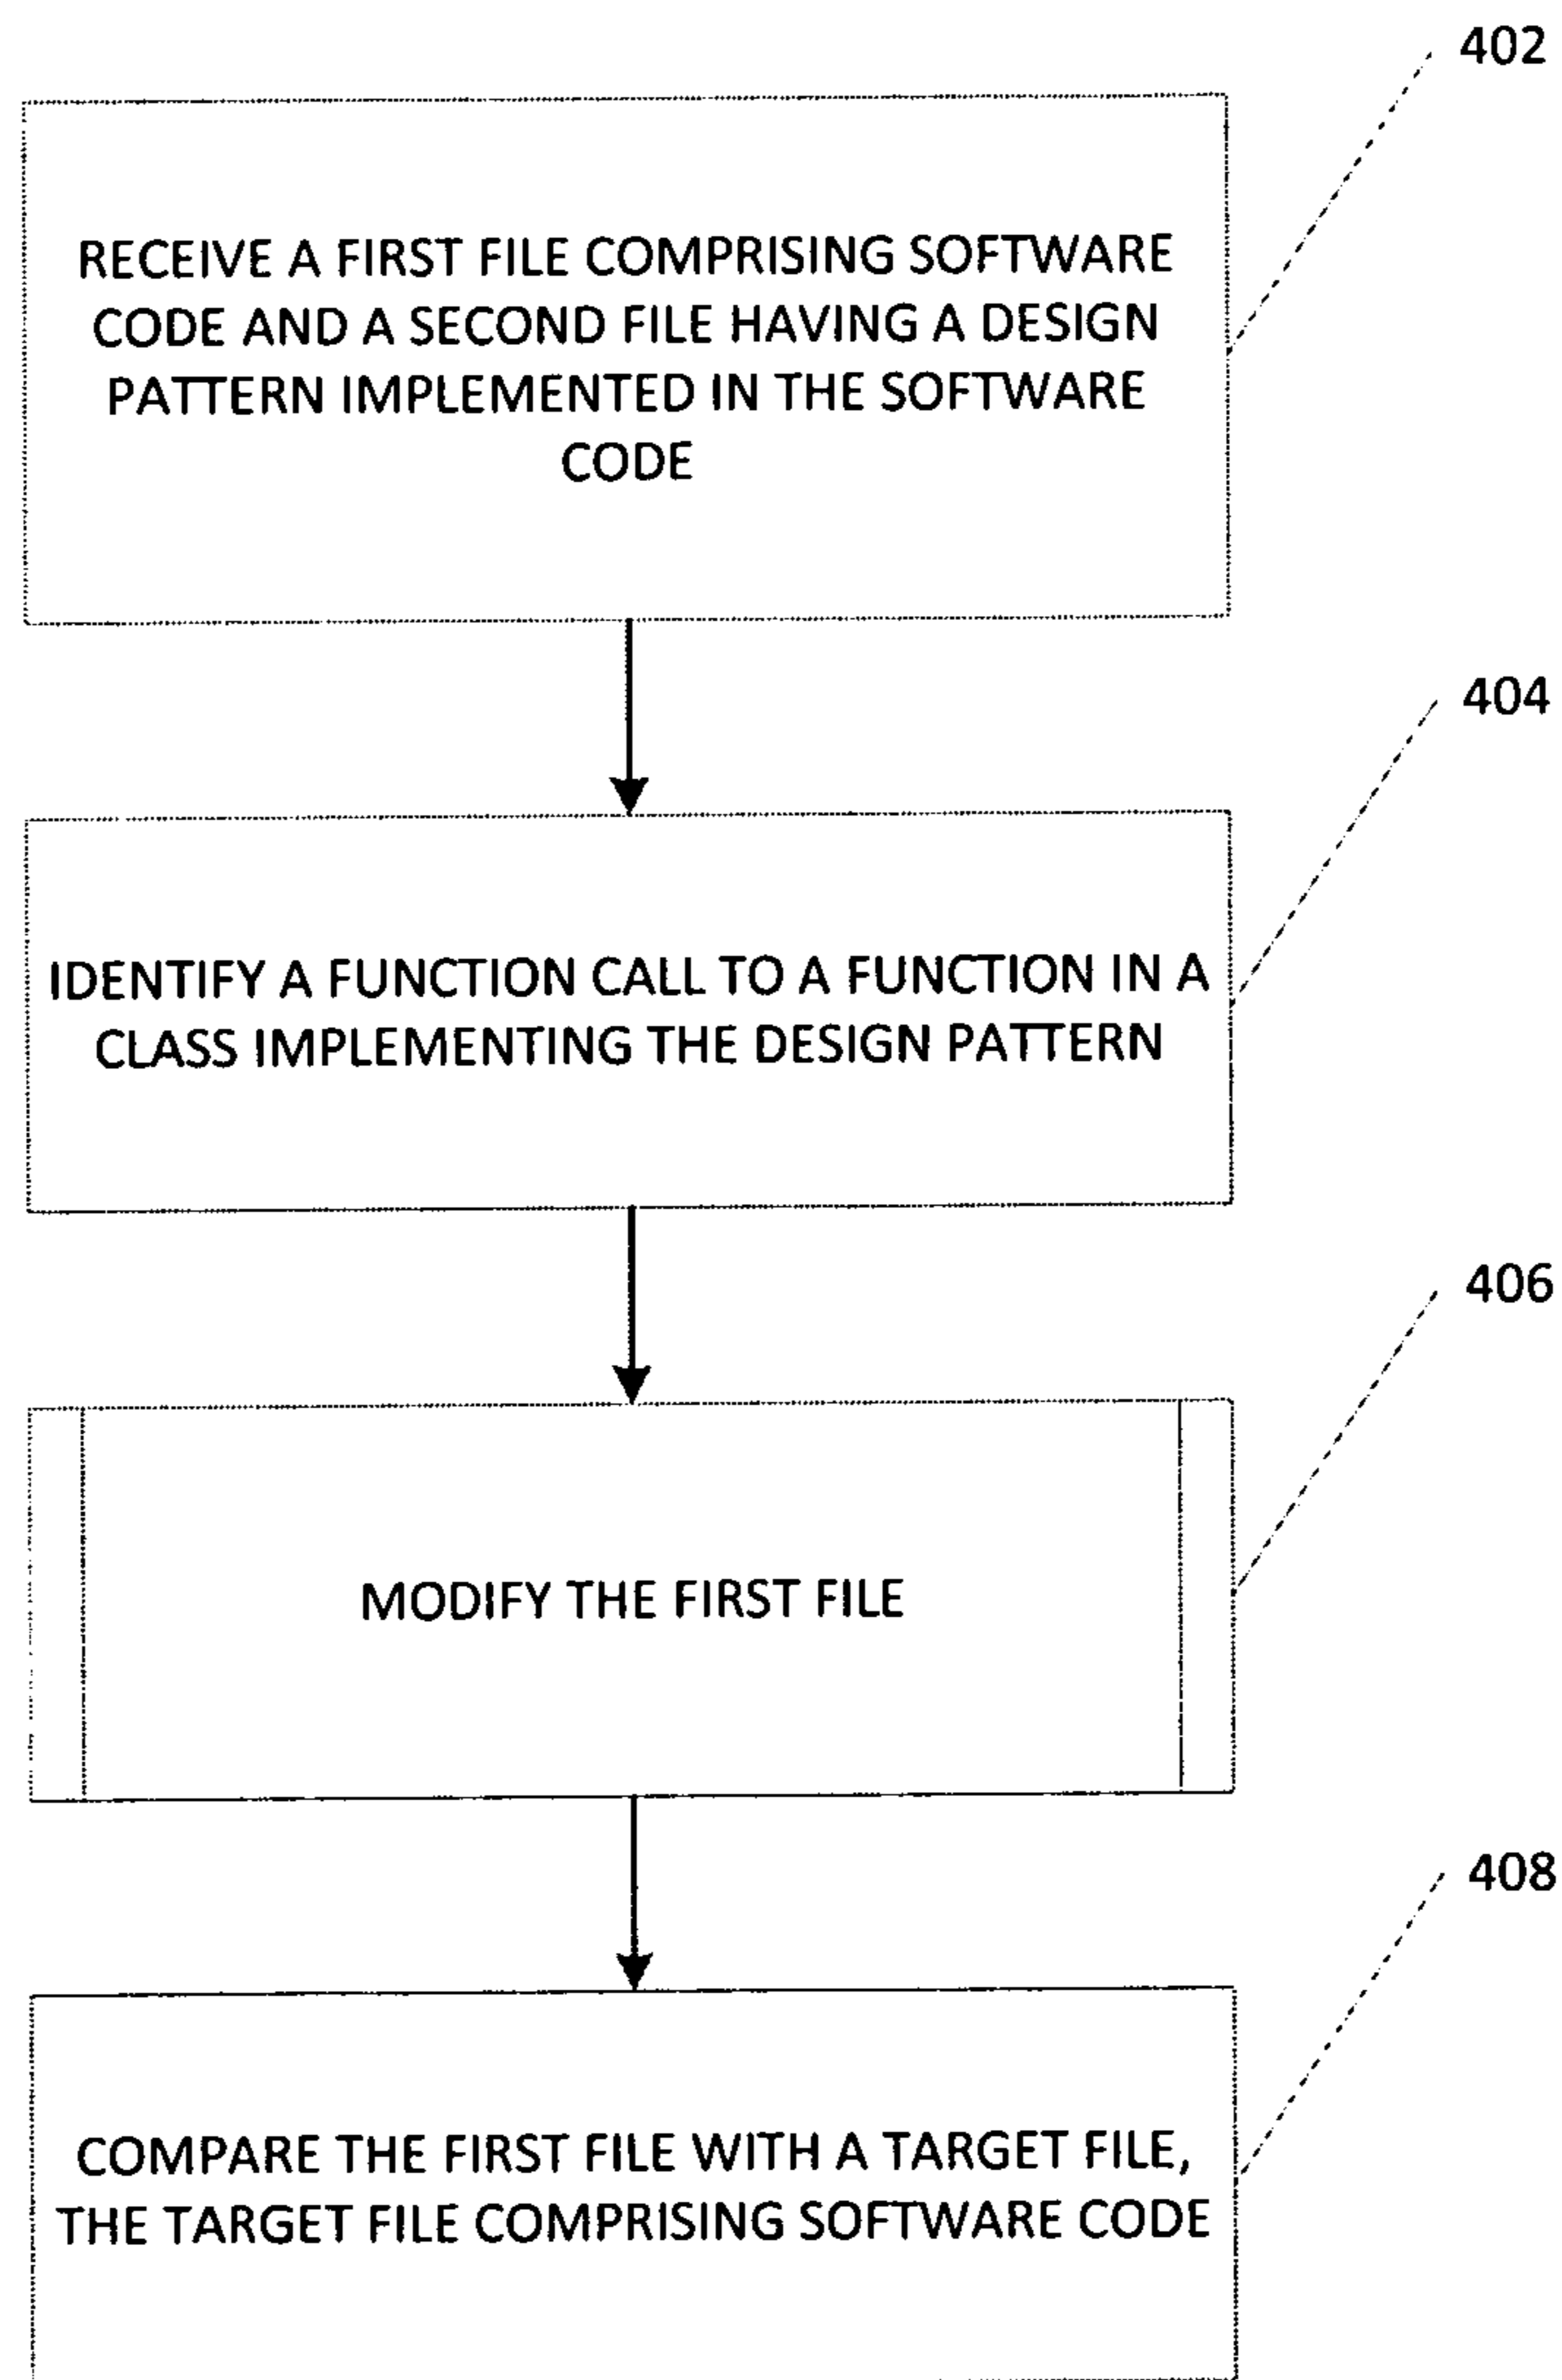 402
RECEIVE A FIRST FILE COMPRISING SOFTWARE
CODE AND A SECOND FILE HAVING A DESIGN
PATTERN IMPLEMENTED IN THE SOFTWARE
CODE
404
IDENTIFY A FUNCTION CALL TO A FUNCTION IN A
CLASS IMPLEMENTING THE DESIGN PATTERN
406
MODIFY THE FIRST FILE
408
COMPARE THE FIRST FILE WITH A TARGET FILE,
THE TARGET FILE COMPRISING SOFTWARE CODE